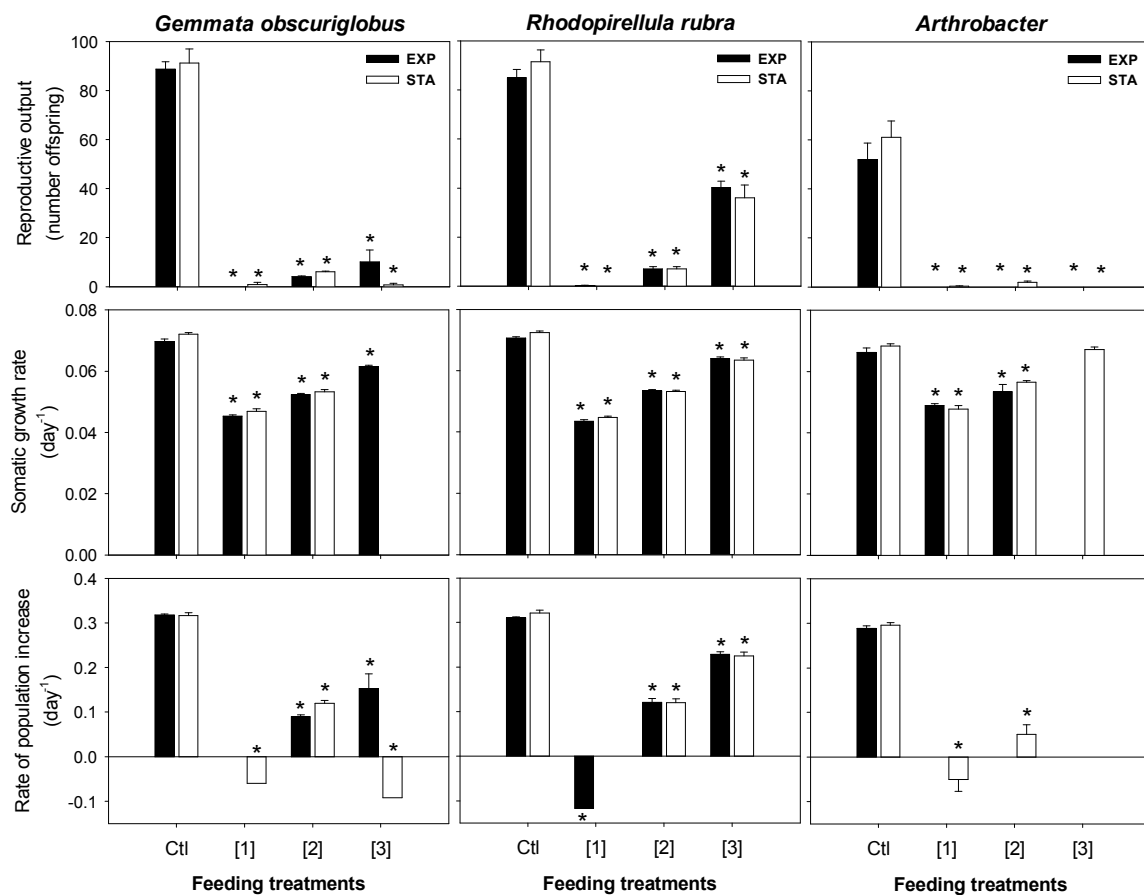 Gemmata obscuriglobus
Rhodopirellula rubra
Arthrobacter
Reproductive output
(number offspring)
100
80
60
40
20
0
EXP
STA
* * * * * *
EXP
STA
* * * * * *
EXP
STA
* * * * * *
Somatic growth rate
(day-1)
0.08
0.06
0.04
0.02
0.00
* * * * *
* * * * * *
* * * *
Rate of population increase
(day-1)
0.4
0.3
0.2
0.1
0.0
-0.1
* * * * *
* * * * *
* *
Ctl [1] [2] [3]
Ctl [1] [2] [3]
Ctl [1] [2] [3]
Feeding treatments
Feeding treatments
Feeding treatments